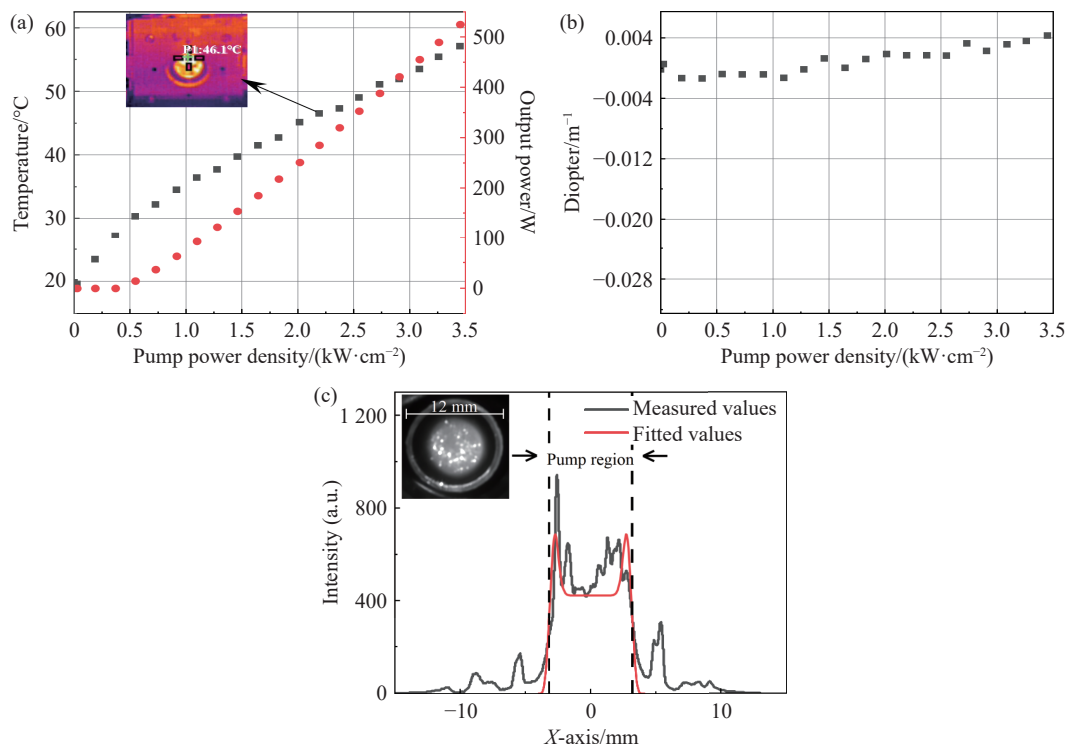 (a)
60
50
40
30
20
Temperature/°C
P1:46.1°C
500
400
300
200
100
0
Output power/W
0 0.5 1.0 1.5 2.0 2.5 3.0 3.5
Pump power density/(kW·cm−2)
(b)
0.004
−0.004
−0.012
−0.020
−0.028
Diopter/m−1
0 0.5 1.0 1.5 2.0 2.5 3.0 3.5
Pump power density/(kW·cm−2)
(c)
1 200
800
400
0
Intensity (a.u.)
12 mm
Measured values
Fitted values
Pump region
−10 0 10
X-axis/mm